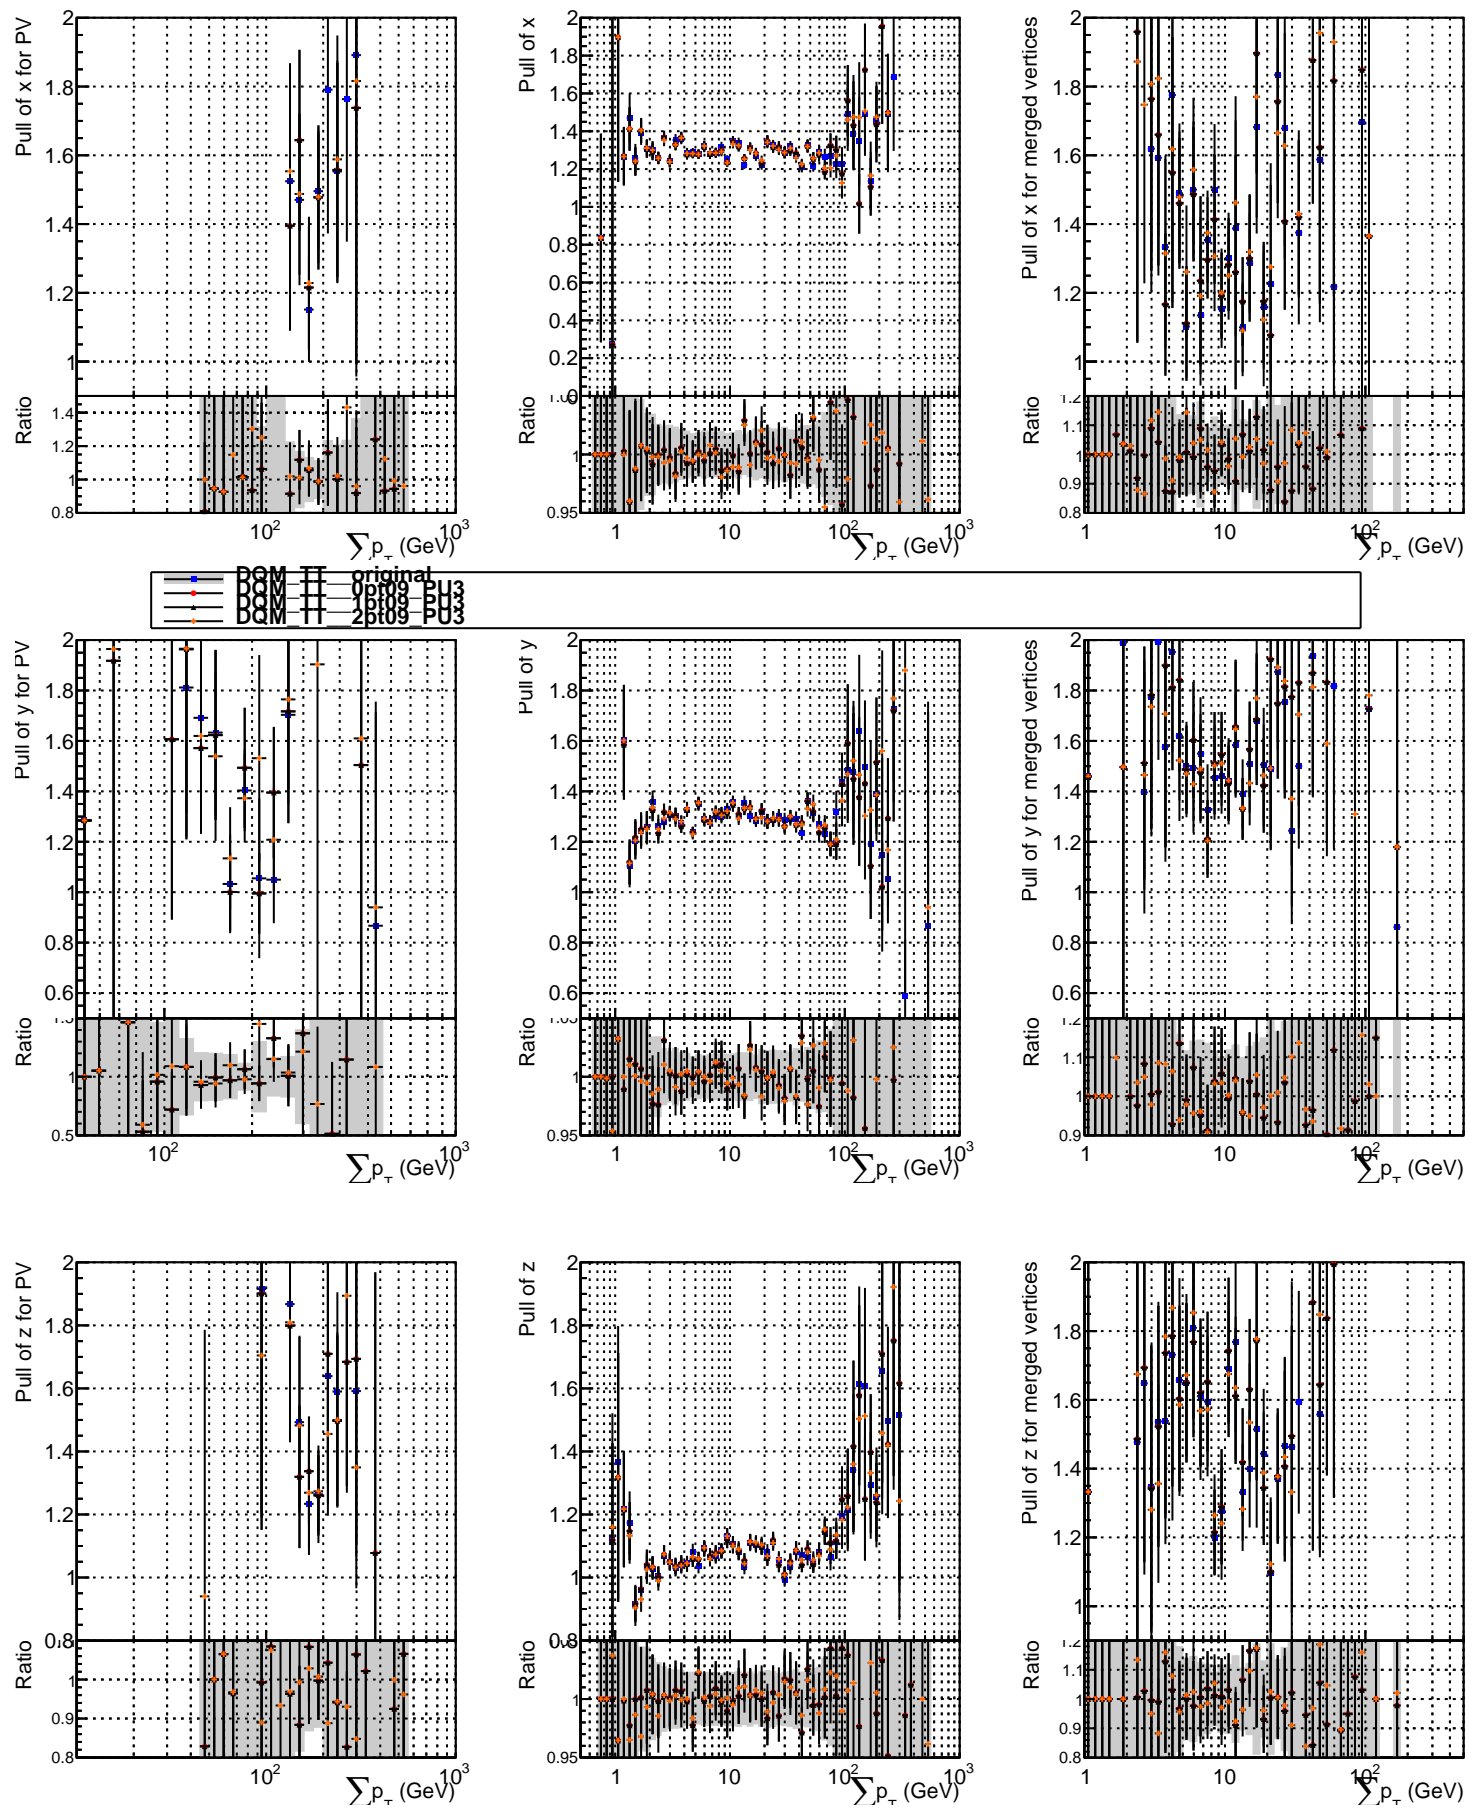 Pull of x for PV
2
1.8
1.6
1.4
1.2
1
Ratio
1.4
1.2
1
0.8
10² 10³
∑p_T (GeV)
Pull of x
2
1.8
1.6
1.4
1.2
1
0.8
0.6
0.4
0.2
Ratio
1
0.95
1 10 10² 10³
∑p_T (GeV)
Pull of x for merged vertices
2
1.8
1.6
1.4
1.2
1
Ratio
1.2
1.1
1
0.9
0.8
1 10 10²
∑p_T (GeV)
DQM_TT__original
DQM_TT__0pt09_PU3
DQM_TT__1pt09_PU3
DQM_TT__2pt09_PU3
Pull of y for PV
2
1.8
1.6
1.4
1.2
1
0.8
0.6
Ratio
1
0.5
10² 10³
∑p_T (GeV)
Pull of y
2
1.8
1.6
1.4
1.2
1
0.8
0.6
Ratio
1
0.95
1 10 10² 10³
∑p_T (GeV)
Pull of y for merged vertices
2
1.8
1.6
1.4
1.2
1
0.8
0.6
Ratio
1.2
1.1
1
0.9
1 10 10²
∑p_T (GeV)
Pull of z for PV
2
1.8
1.6
1.4
1.2
1
0.8
Ratio
1
0.9
0.8
10² 10³
∑p_T (GeV)
Pull of z
2
1.8
1.6
1.4
1.2
1
0.8
Ratio
1
0.95
1 10 10² 10³
∑p_T (GeV)
Pull of z for merged vertices
2
1.8
1.6
1.4
1.2
1
Ratio
1.2
1.1
1
0.9
0.8
1 10 10²
∑p_T (GeV)